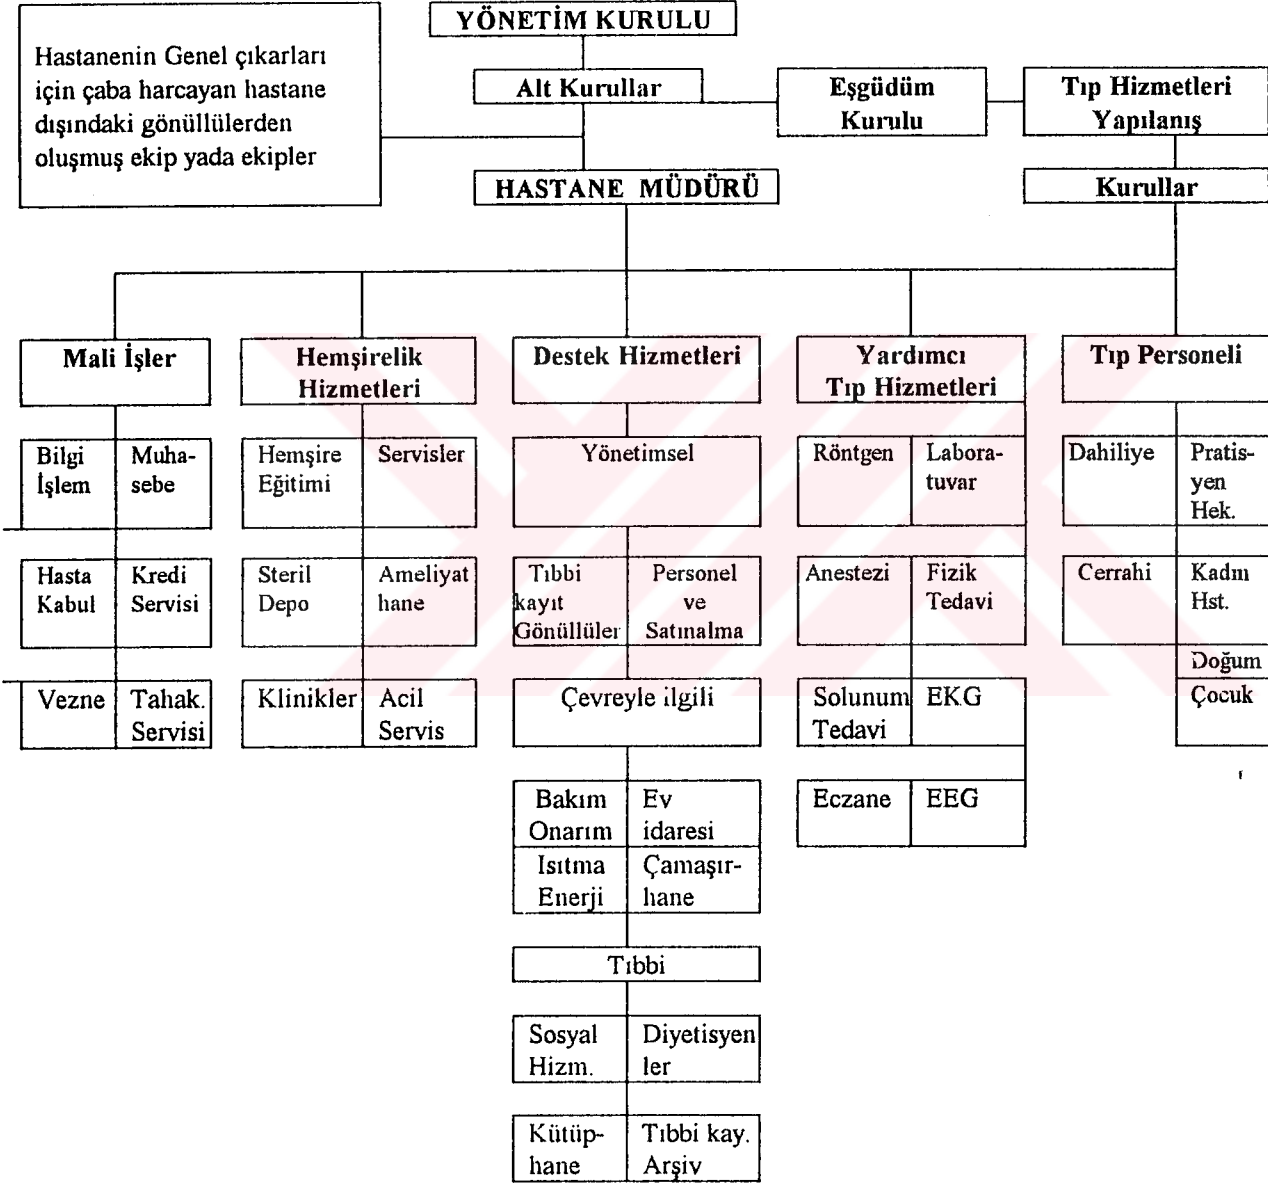 YÖNETİM KURULU
Hastanenin Genel çıkarları
için çaba harcayan hastane
dışındaki gönüllülerden
oluşmuş ekip yada ekipler
Alt Kurullar
Eşgüdüm
Kurulu
Tıp Hizmetleri
Yapılanış
HASTANE MÜDÜRÜ
Kurullar
Mali İşler
Hemşirelik
Hizmetleri
Destek Hizmetleri
Yardımcı
Tıp Hizmetleri
Tıp Personeli
Bilgi
İşlem
Muha-
sebe
Hasta
Kabul
Kredi
Servisi
Vezne
Tahak.
Servisi
Hemşire
Eğitimi
Servisler
Steril
Depo
Ameliyat
hane
Klinikler
Acil
Servis
Yönetimsel
Tıbbi
kayıt
Gönüllüler
Personel
ve
Satınalma
Çevreyle ilgili
Bakım
Onarım
Ev
idaresi
Isıtma
Enerji
Çamaşır-
hane
Tıbbi
Sosyal
Hizm.
Diyetisyen
ler
Kütüp-
hane
Tıbbi kay.
Arşiv
Röntgen
Labora-
tuvar
Anestezi
Fizik
Tedavi
Solunum
Tedavi
EKG
Eczane
EEG
Dahiliye
Pratis-
yen
Hek.
Cerrahi
Kadın
Hst.
Doğum
Çocuk